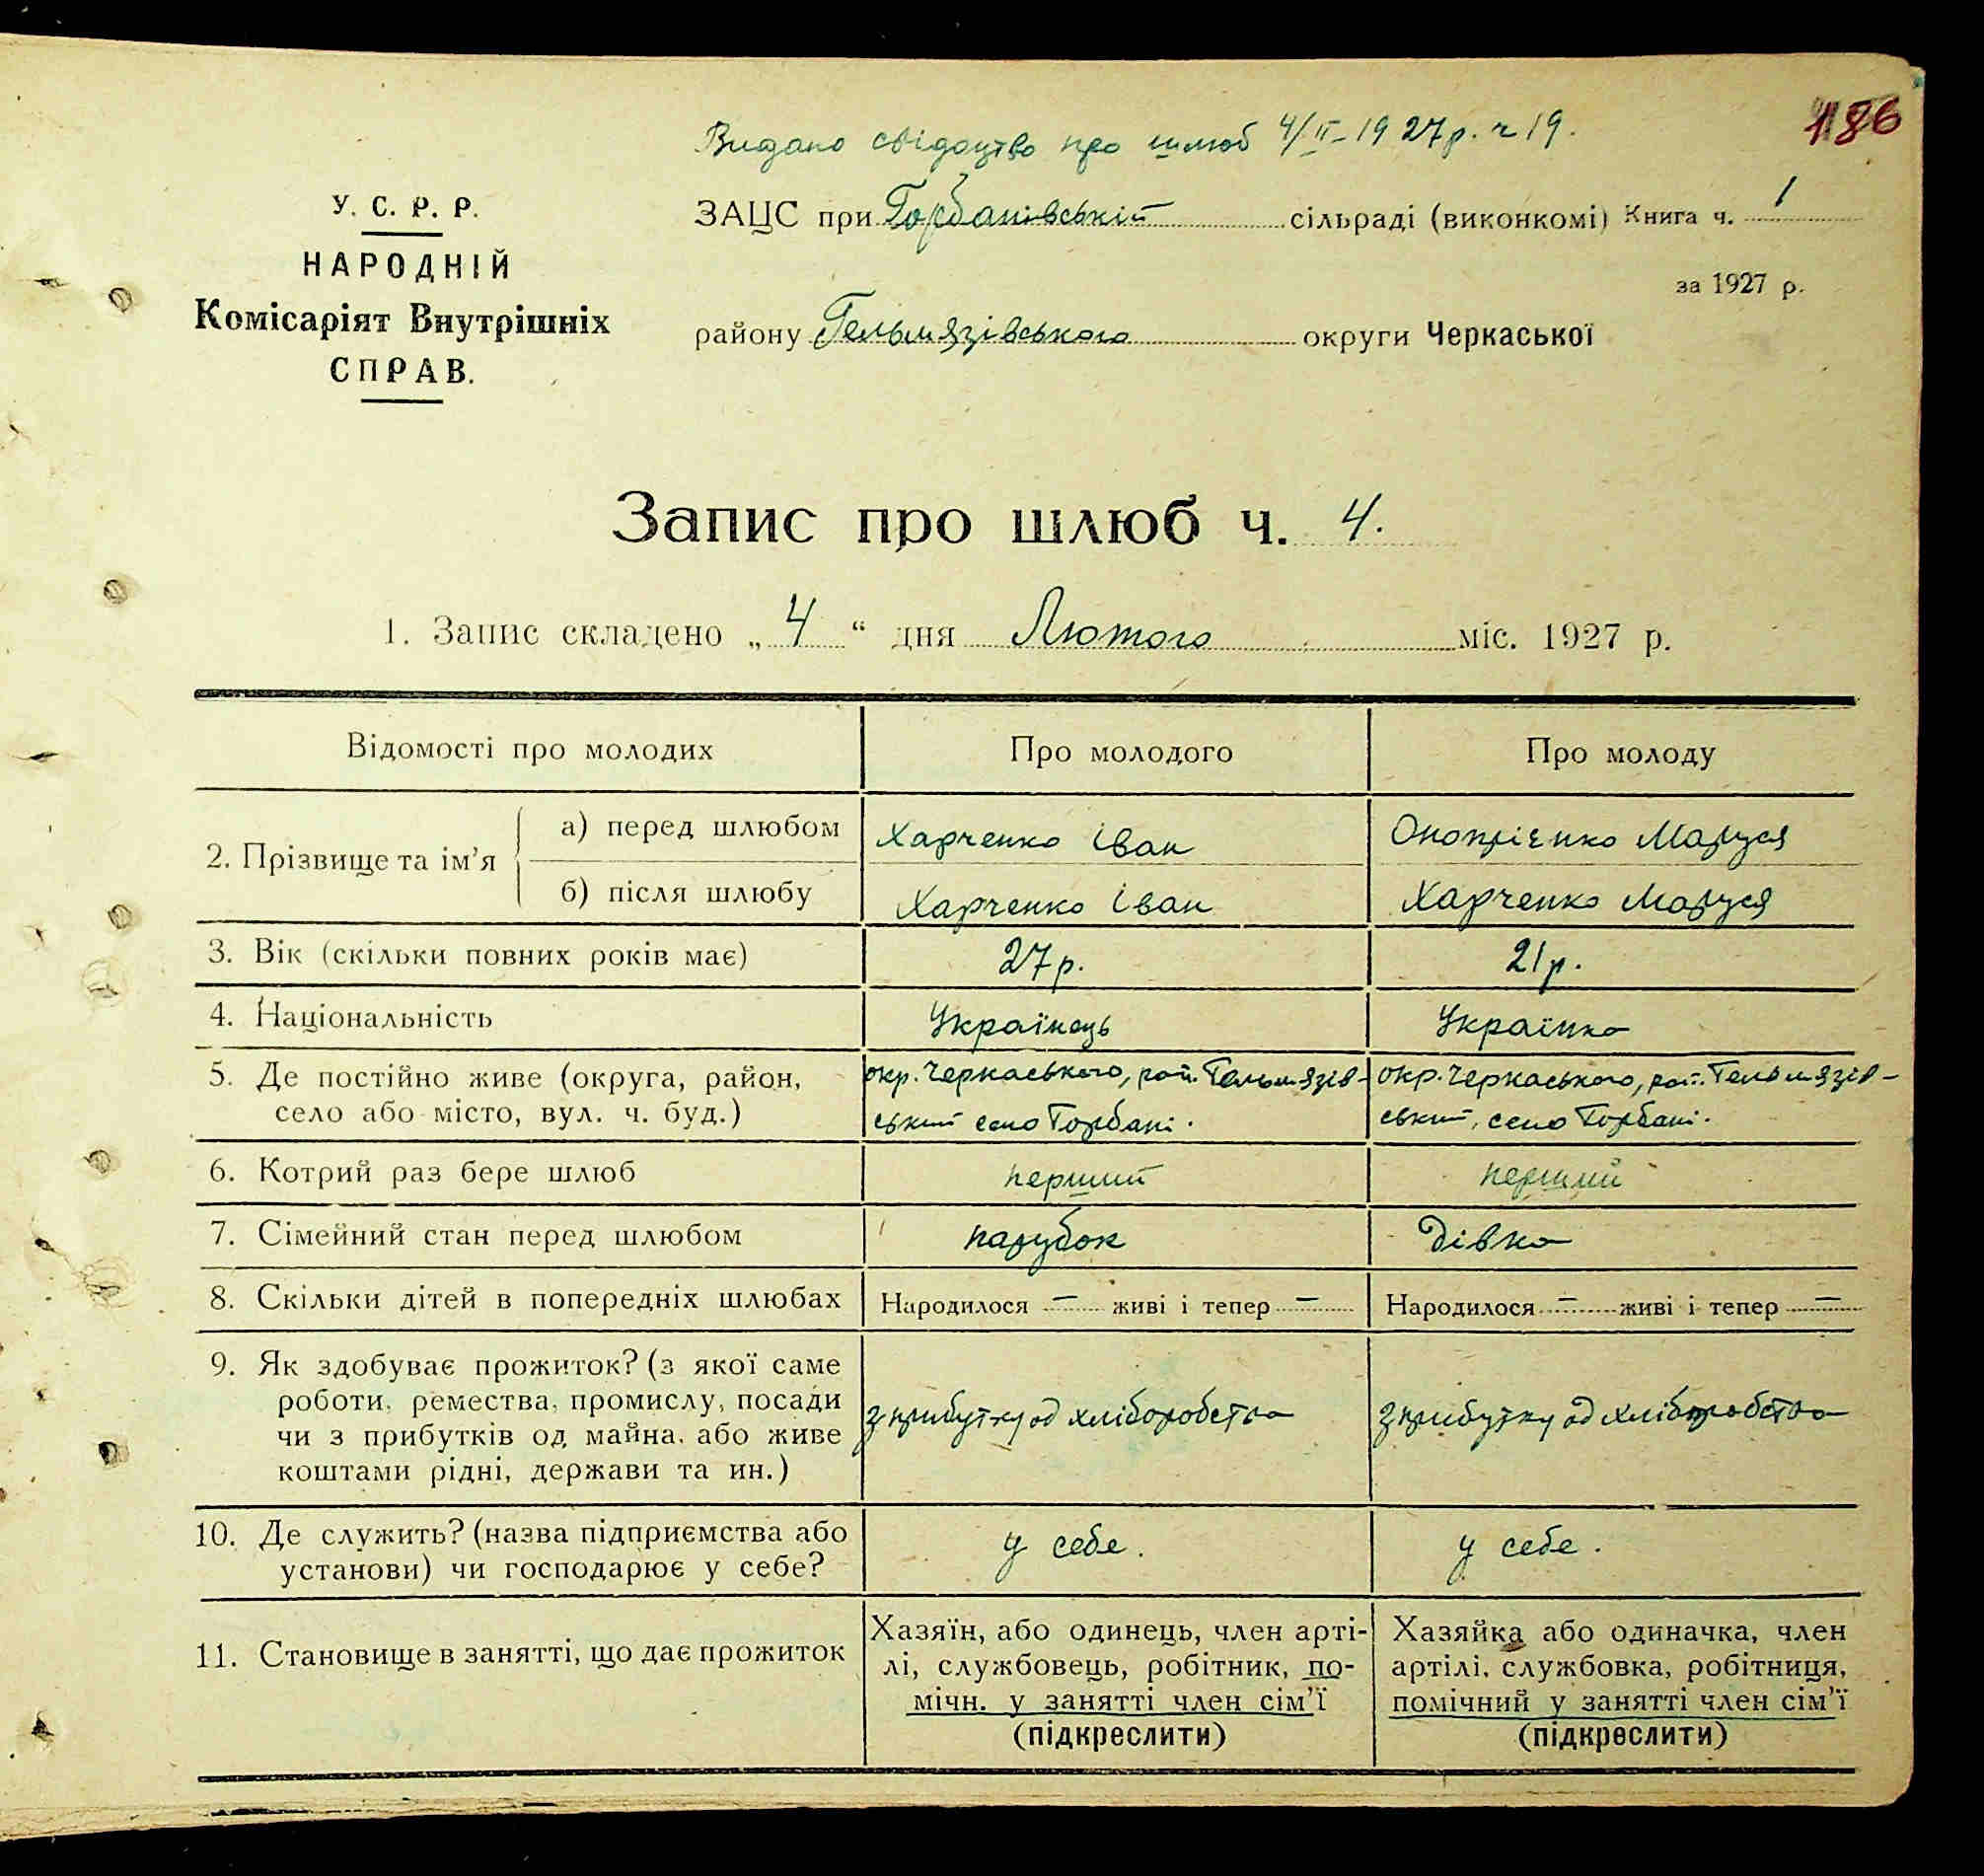 186
Видано свідоцтво про шлюб 4/II-1927р. ч 19.
У. С. Р. Р.
НАРОДНІЙ
Комісаріят Внутрішніх
СПРАВ.
ЗАЦС при Горбанівській сільраді (виконкомі) Книга ч. 1
за 1927 р.
району Гельмязівського округи Черкаської
Запис про шлюб ч. 4.
1. Запис складено „ 4 “ дня Лютого міс. 1927 р.
Відомості про молодих Про молодого Про молоду
2. Прізвище та ім’я
а) перед шлюбом Харченко Іван Онопрієнко Маруся
б) після шлюбу Харченко Іван Харченко Маруся
3. Вік (скільки повних років має) 27р. 21р.
4. Національність Українець Українка
5. Де постійно живе (округа, район,
село або місто, вул. ч. буд.)
окр. Черкаського, рай. Гельмязів-
ський село Горбані.
окр. Черкаського, рай. Гельмязів-
ський, село Горбані.
6. Котрий раз бере шлюб перший перший
7. Сімейний стан перед шлюбом парубок дівка
8. Скільки дітей в попередніх шлюбах Народилося — живі і тепер — Народилося — живі і тепер —
9. Як здобуває прожиток? (з якої саме
роботи, ремества, промислу, посади
чи з прибутків од майна, або живе
коштами рідні, держави та ин.)
з прибутку од хліборобства
з прибутку од хліборобства
10. Де служить? (назва підприємства або
установи) чи господарює у себе?
у себе.
у себе.
11. Становище в занятті, що дає прожиток
Хазяїн, або одинець, член арті-
лі, службовець, робітник, по-
мічн. у занятті член сім’ї
(підкреслити)
Хазяйка або одиначка, член
артілі, службовка, робітниця,
помічний у занятті член сім’ї
(підкреслити)